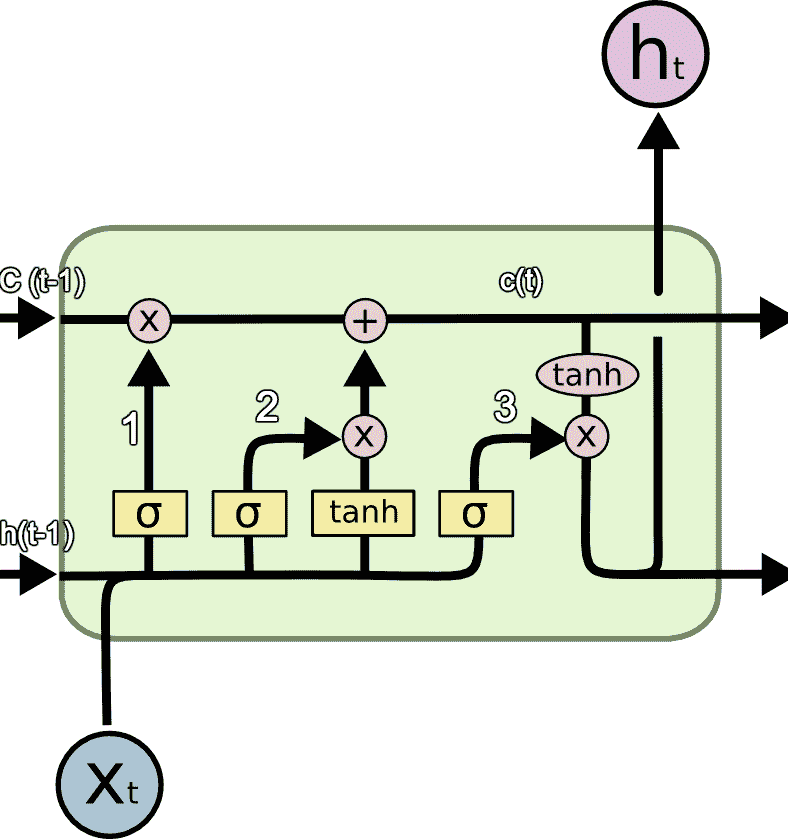 ht
C (t-1)
c(t)
x
+
tanh
1
2
3
x
x
h(t-1)
σ
σ
tanh
σ
Xt